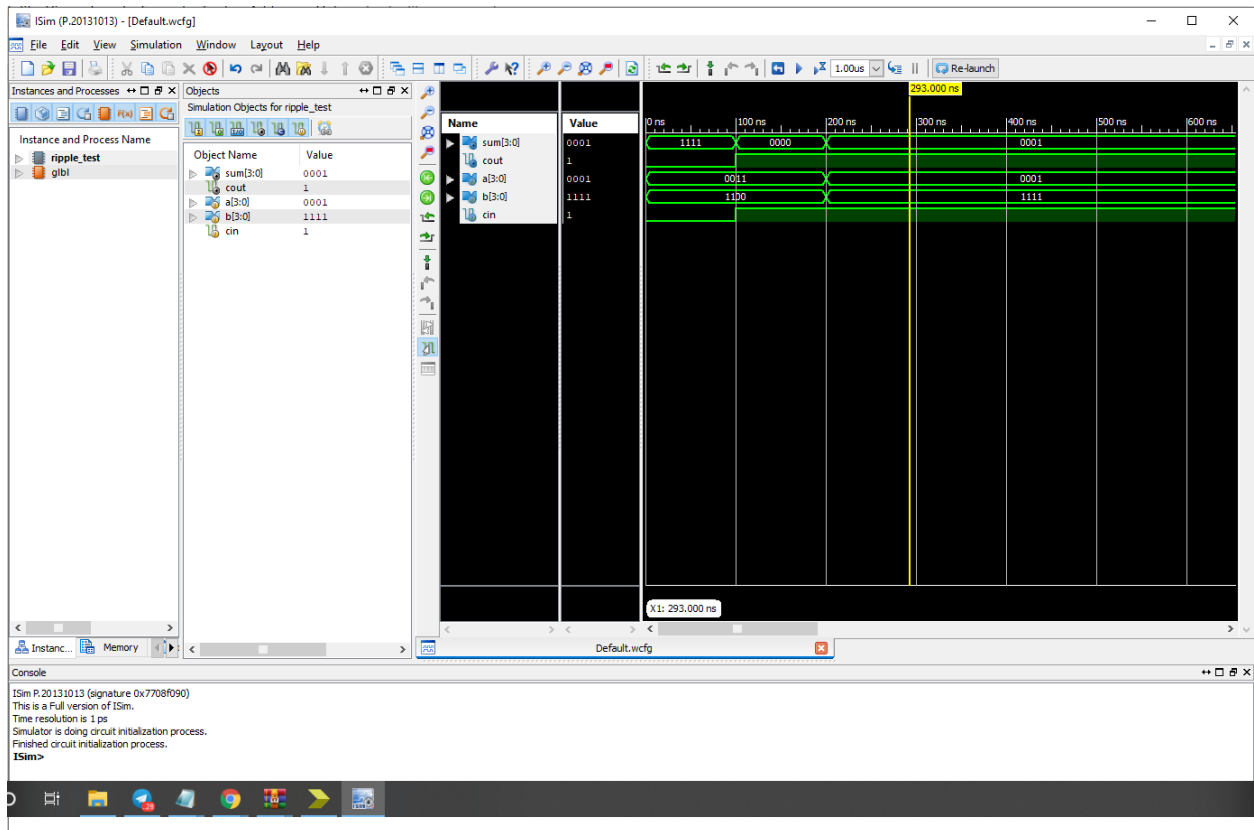 ISim (P.20131013) - [Default.wcfg]
File Edit View Simulation Window Layout Help
1.00us Re-launch
Instances and Processes
Instance and Process Name
ripple_test
glbl
Instanc... Memory
Objects
Simulation Objects for ripple_test
Object Name Value
sum[3:0] 0001
cout 1
a[3:0] 0001
b[3:0] 1111
cin 1
293.000 ns
Name Value 0 ns 100 ns 200 ns 300 ns 400 ns 500 ns 600 ns
sum[3:0] 0001 1111 0000 0001
cout 1
a[3:0] 0001 0011 0001
b[3:0] 1111 1100 1111
cin 1
X1: 293.000 ns
Default.wcfg
Console
ISim P.20131013 (signature 0x7708f090)
This is a Full version of ISim.
Time resolution is 1 ps
Simulator is doing circuit initialization process.
Finished circuit initialization process.
ISim>